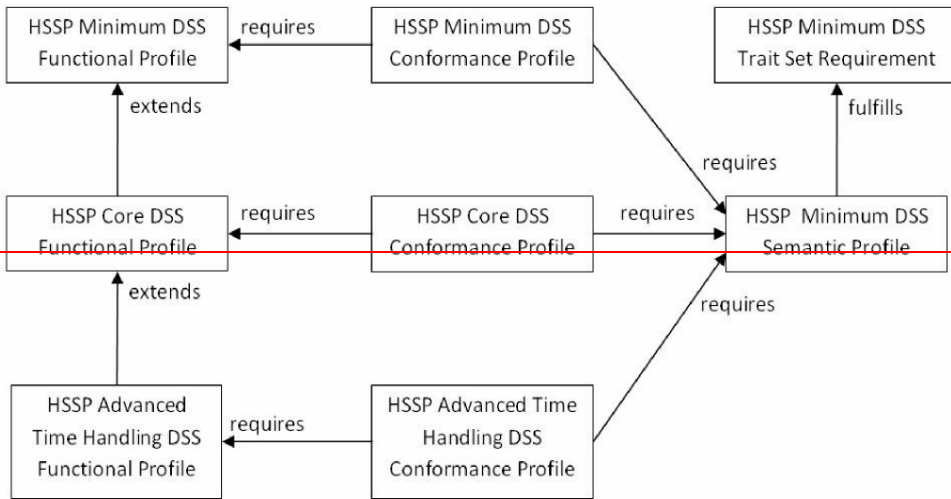 HSSP Minimum DSS
Functional Profile
requires
HSSP Minimum DSS
Conformance Profile
HSSP Minimum DSS
Trait Set Requirement
extends
fulfills
requires
HSSP Core DSS
Functional Profile
requires
HSSP Core DSS
Conformance Profile
requires
HSSP Minimum DSS
Semantic Profile
extends
requires
HSSP Advanced
Time Handling DSS
Functional Profile
requires
HSSP Advanced Time
Handling DSS
Conformance Profile